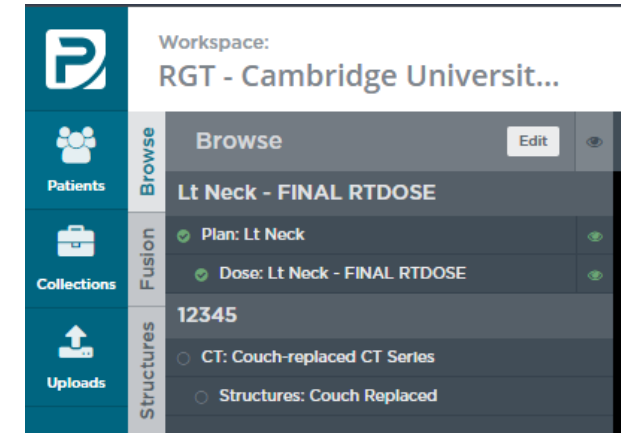 Workspace:
RGT - Cambridge Universit...
Patients
Collections
Uploads
Browse
Fusion
Structures
Browse
Edit
Lt Neck - FINAL RTDOSE
Plan: Lt Neck
Dose: Lt Neck - FINAL RTDOSE
12345
CT: Couch-replaced CT Series
Structures: Couch Replaced